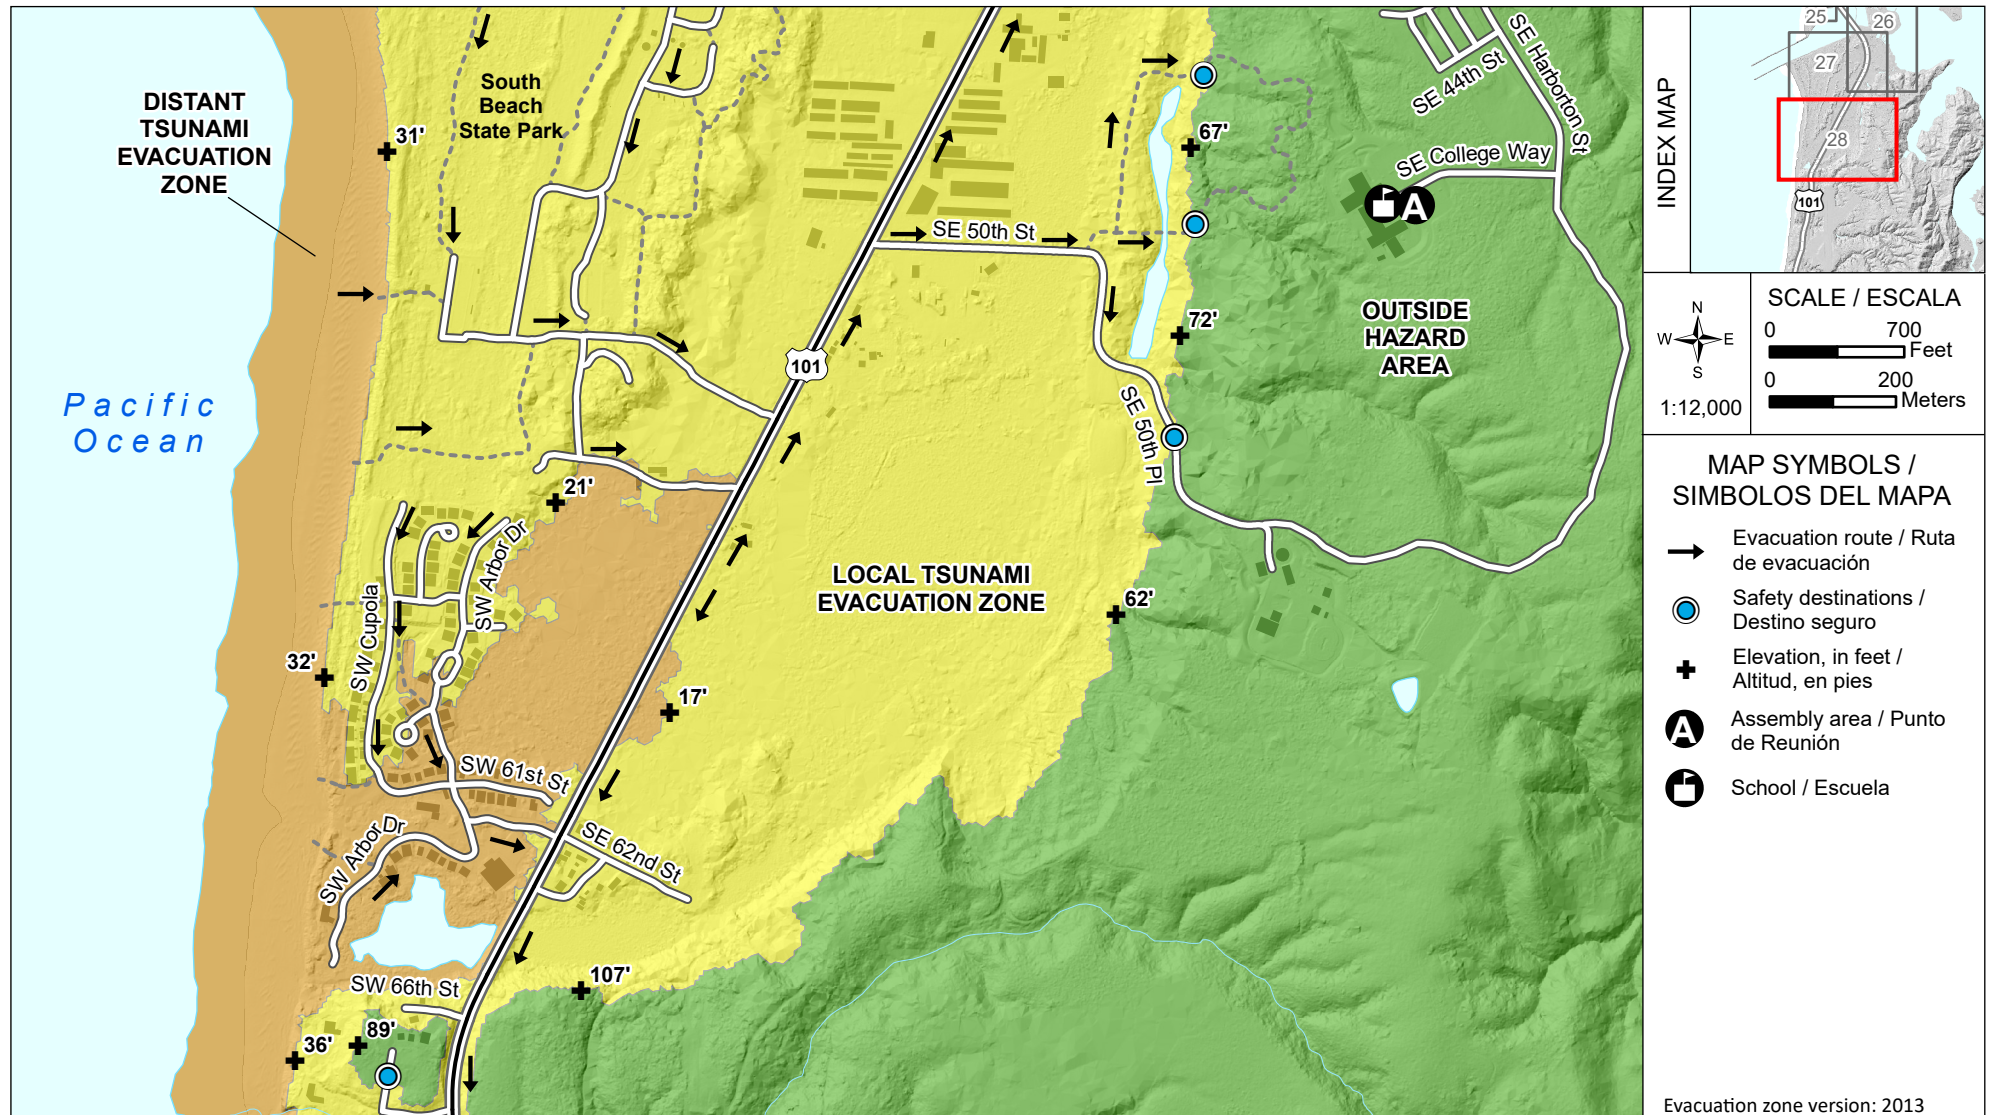 DISTANT
TSUNAMI
EVACUATION
ZONE
South
Beach
State Park
31'
67'
SE 44th St
SE Harborton St
SE College Way
A
SE 50th St
72'
OUTSIDE
HAZARD
AREA
101
Pacific
Ocean
SE 50th Pl
21'
SW Arbor Dr
SW Cupola
LOCAL TSUNAMI
EVACUATION ZONE
62'
32'
17'
SW 61st St
SW Arbor Dr
SE 62nd St
107'
SW 66th St
89'
36'
INDEX MAP
25
26
27
28
101
N
W
E
S
1:12,000
SCALE / ESCALA
0 700
Feet
0 200
Meters
MAP SYMBOLS /
SIMBOLOS DEL MAPA
Evacuation route / Ruta
de evacuación
Safety destinations /
Destino seguro
Elevation, in feet /
Altitud, en pies
A
Assembly area / Punto
de Reunión
School / Escuela
Evacuation zone version: 2013